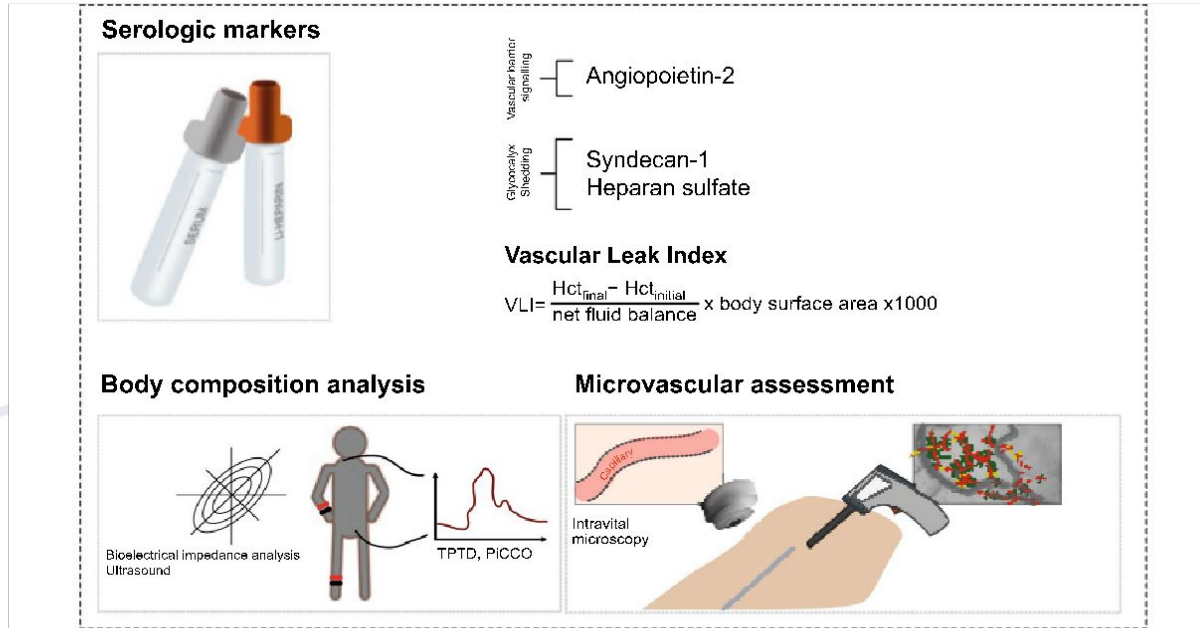 Serologic markers
SERUM
LI-HEPARIN
Vascular barrier
signalling
Angiopoietin-2
Glycocalyx
Shedding
Syndecan-1
Heparan sulfate
Vascular Leak Index
VLI= (Hct_final − Hct_initial) / net fluid balance x body surface area x1000
Body composition analysis
Bioelectrical impedance analysis
Ultrasound
TPTD, PiCCO
Microvascular assessment
Capillary
Intravital
microscopy